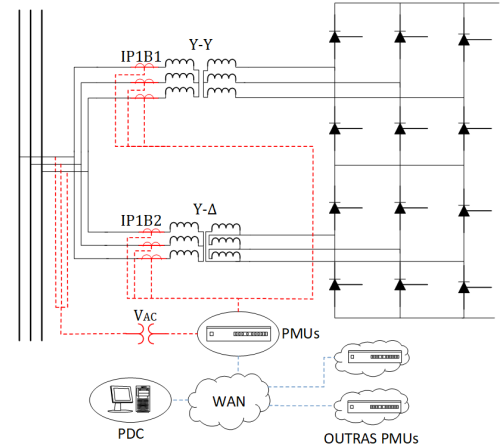 Y-Y
IP1B1
Y-Δ
IP1B2
VAC
PMUs
WAN
PDC
OUTRAS PMUs